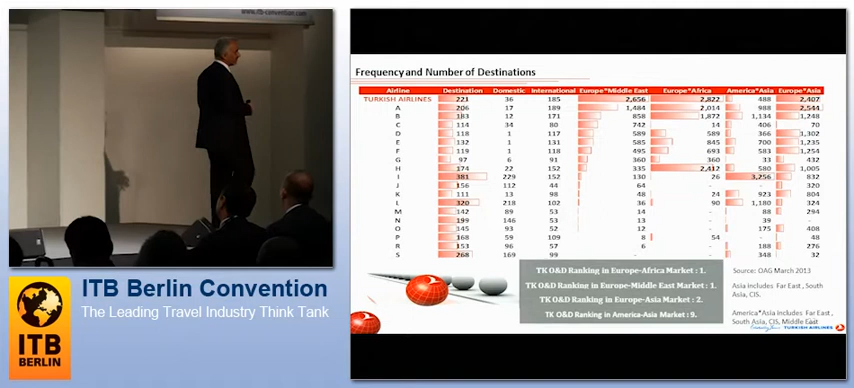 www.itb-convention.com
Frequency and Number of Destinations
Airline Destination Domestic International Europe*Middle East Europe*Africa America*Asia Europe*Asia
TURKISH AIRLINES 221 36 185 2,656 2,822 488 2,407
A 206 17 189 1,484 2,014 988 2,544
B 183 12 171 858 1,872 1,134 1,248
C 114 34 80 742 14 406 70
D 118 1 117 589 589 366 1,302
E 132 1 131 585 845 700 1,235
F 119 1 118 495 693 583 1,254
G 97 6 91 360 360 33 432
H 174 22 152 335 2,412 580 1,005
I 381 229 152 130 26 3,256 832
J 156 112 44 64 - - 320
K 111 13 98 48 24 923 804
L 320 218 102 36 90 1,180 324
M 142 89 53 14 - 88 294
N 199 146 53 13 - 39 -
O 145 93 52 12 - 175 408
P 168 59 109 8 54 - 48
R 153 96 57 6 - 188 276
S 268 169 99 - - 348 32
TK O&D Ranking in Europe-Africa Market : 1.
TK O&D Ranking in Europe-Middle East Market : 1.
TK O&D Ranking in Europe-Asia Market : 2.
TK O&D Ranking in America-Asia Market : 9.
Source: OAG March 2013
Asia includes Far East , South
Asia, CIS.
America*Asia Includes Far East ,
South Asia, CIS, Middle East
TURKISH AIRLINES
ITB
BERLIN
ITB Berlin Convention
The Leading Travel Industry Think Tank